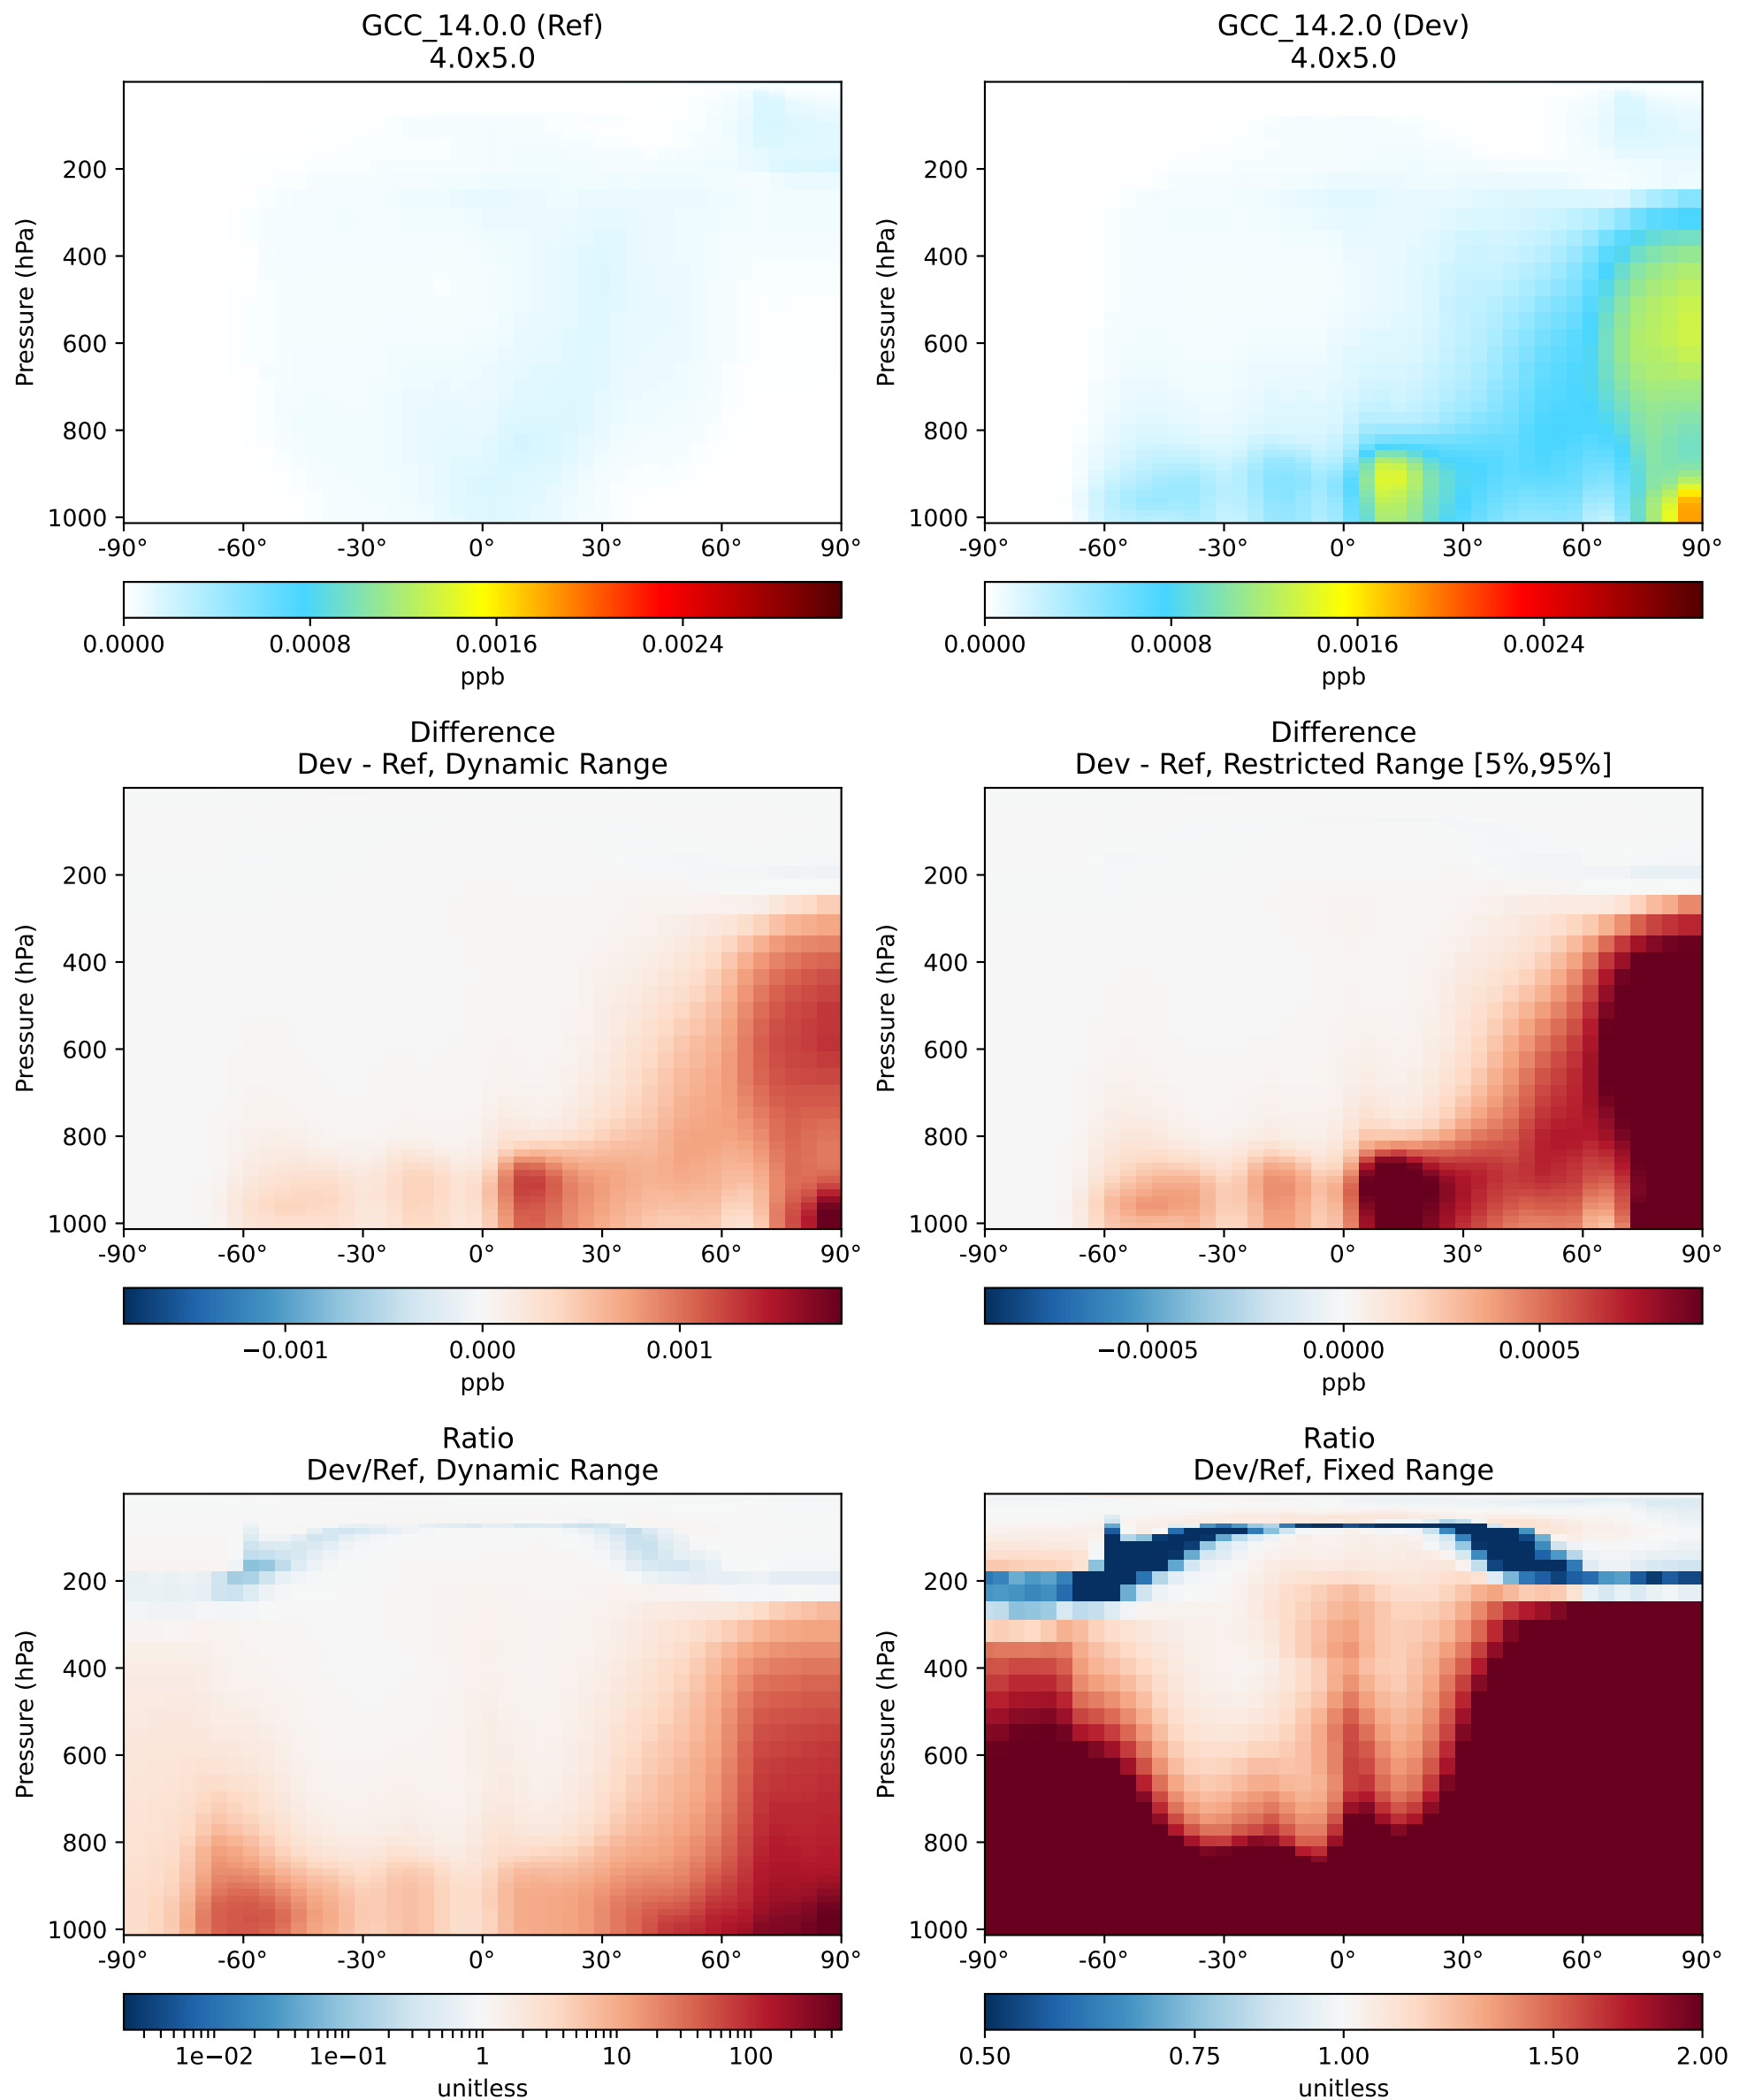 GCC_14.0.0 (Ref)
4.0x5.0
Pressure (hPa)
200
400
600
800
1000
-90° -60° -30° 0° 30° 60° 90°
0.0000 0.0008 0.0016 0.0024
ppb
GCC_14.2.0 (Dev)
4.0x5.0
Pressure (hPa)
200
400
600
800
1000
-90° -60° -30° 0° 30° 60° 90°
0.0000 0.0008 0.0016 0.0024
ppb
Difference
Dev - Ref, Dynamic Range
Pressure (hPa)
200
400
600
800
1000
-90° -60° -30° 0° 30° 60° 90°
−0.001 0.000 0.001
ppb
Difference
Dev - Ref, Restricted Range [5%,95%]
Pressure (hPa)
200
400
600
800
1000
-90° -60° -30° 0° 30° 60° 90°
−0.0005 0.0000 0.0005
ppb
Ratio
Dev/Ref, Dynamic Range
Pressure (hPa)
200
400
600
800
1000
-90° -60° -30° 0° 30° 60° 90°
1e−02 1e−01 1 10 100
unitless
Ratio
Dev/Ref, Fixed Range
Pressure (hPa)
200
400
600
800
1000
-90° -60° -30° 0° 30° 60° 90°
0.50 0.75 1.00 1.50 2.00
unitless